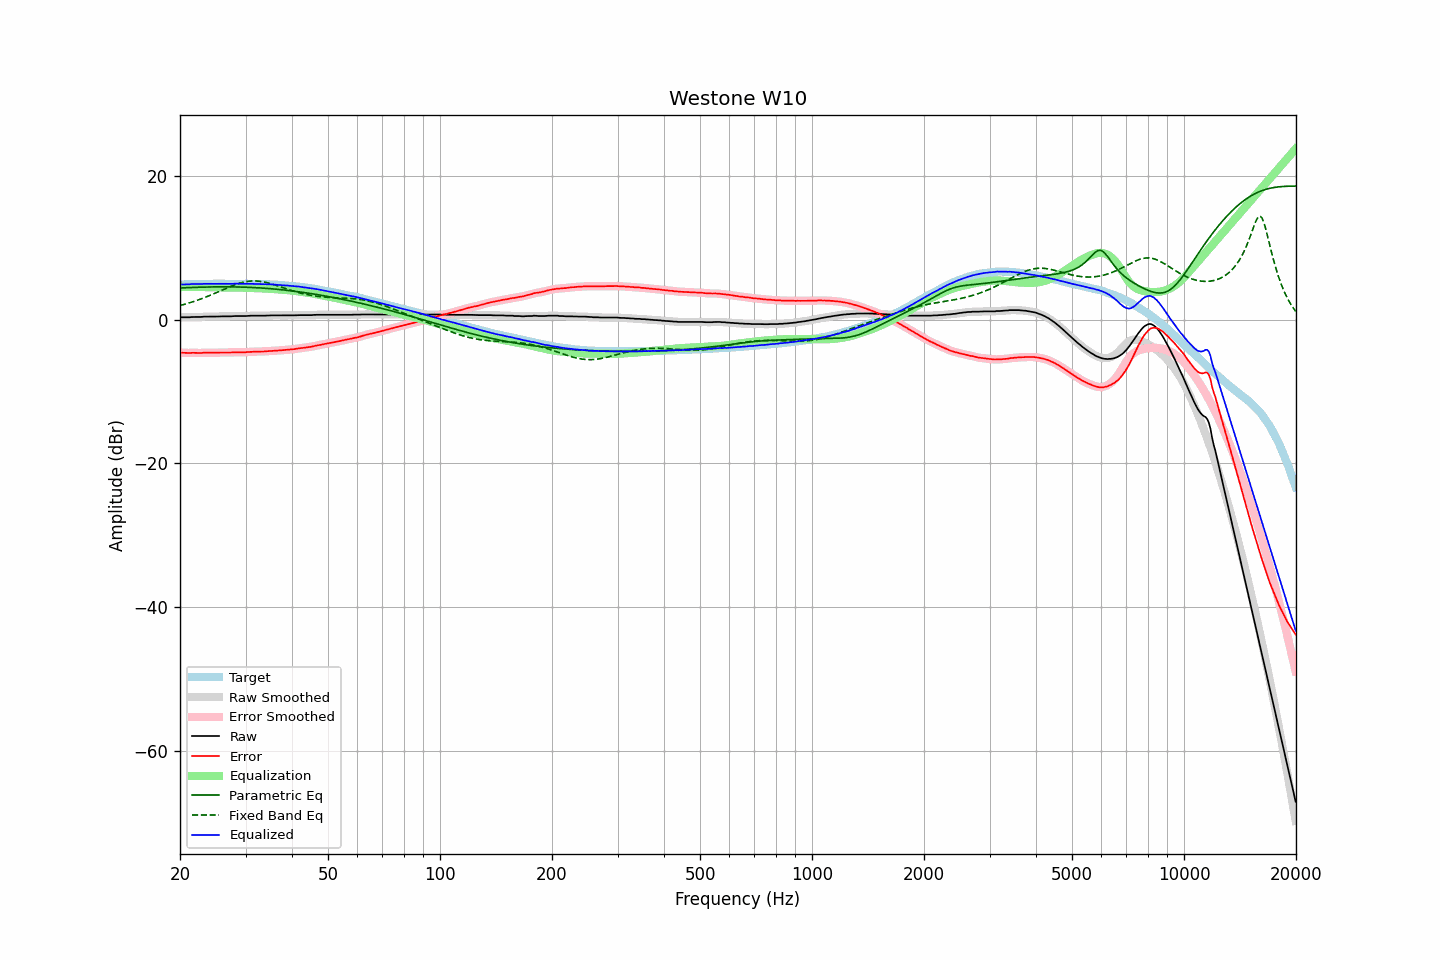 Westone W10
20
0
−20
−40
−60
Amplitude (dBr)
Target
Raw Smoothed
Error Smoothed
Raw
Error
Equalization
Parametric Eq
Fixed Band Eq
Equalized
20 50 100 200 500 1000 2000 5000 10000 20000
Frequency (Hz)